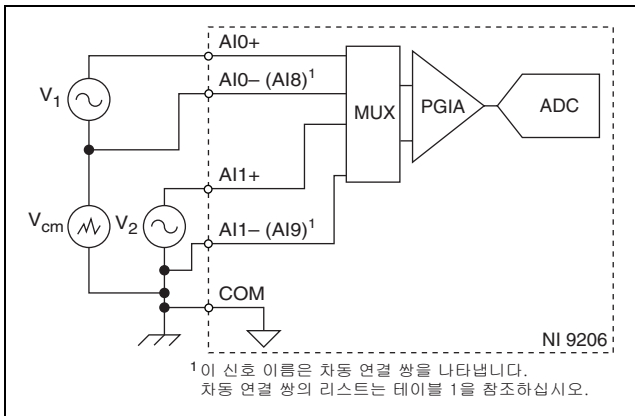 AI0+
AI0– (AI8)¹
V₁
MUX
PGIA
ADC
AI1+
V_cm
V₂
AI1– (AI9)¹
COM
NI 9206
¹이 신호 이름은 차동 연결 쌍을 나타냅니다.
차동 연결 쌍의 리스트는 테이블 1을 참조하십시오.